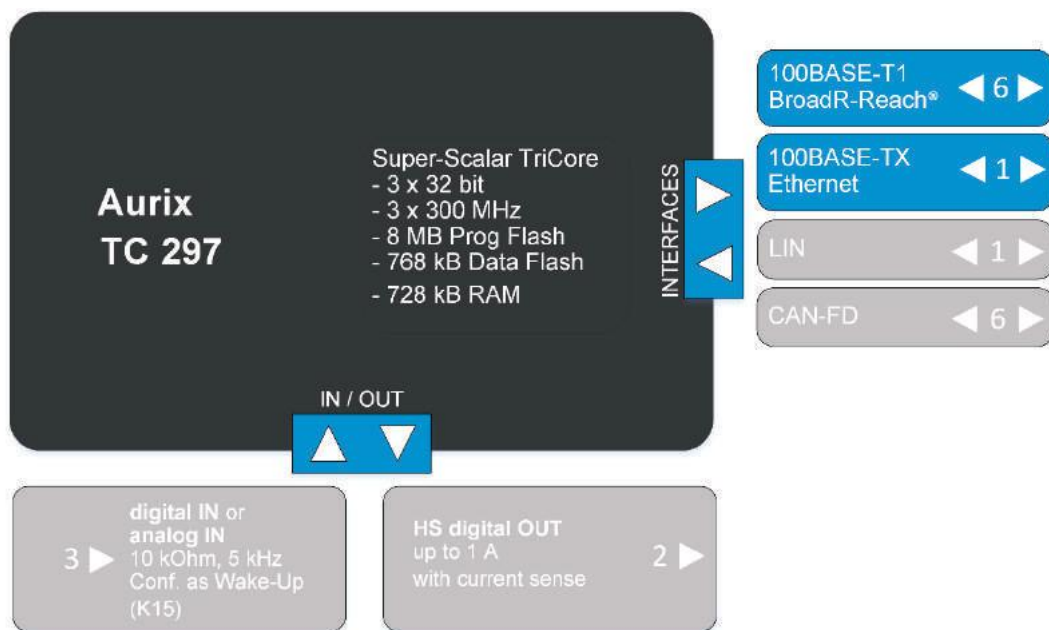 Aurix
TC 297
Super-Scalar TriCore
- 3 x 32 bit
- 3 x 300 MHz
- 8 MB Prog Flash
- 768 kB Data Flash
- 728 kB RAM
INTERFACES
100BASE-T1
BroadR-Reach®
6
100BASE-TX
Ethernet
1
LIN
1
CAN-FD
6
IN / OUT
3
digital IN or
analog IN
10 kOhm, 5 kHz
Conf. as Wake-Up
(K15)
HS digital OUT
up to 1 A
with current sense
2